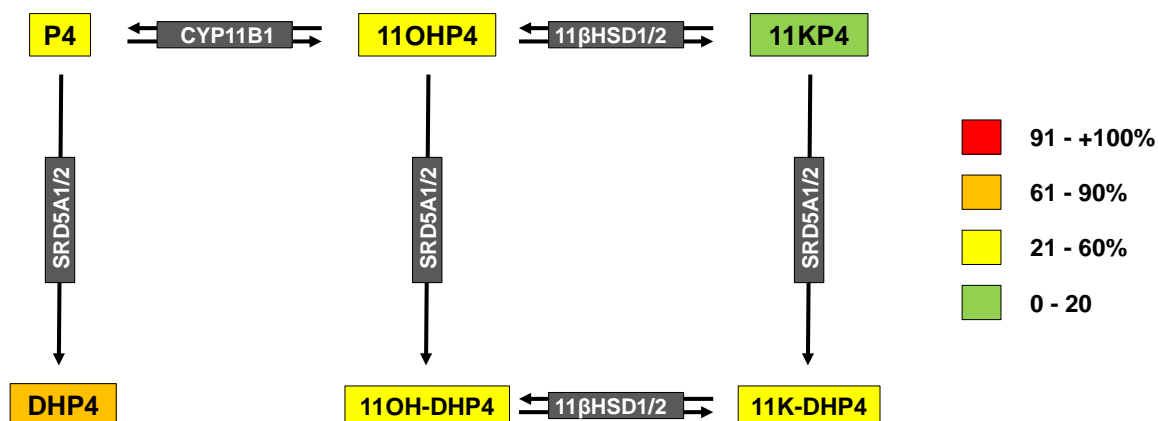 P4
CYP11B1
11OHP4
11βHSD1/2
11KP4
SRD5A1/2
SRD5A1/2
SRD5A1/2
91 - +100%
61 - 90%
21 - 60%
0 - 20
DHP4
11OH-DHP4
11βHSD1/2
11K-DHP4